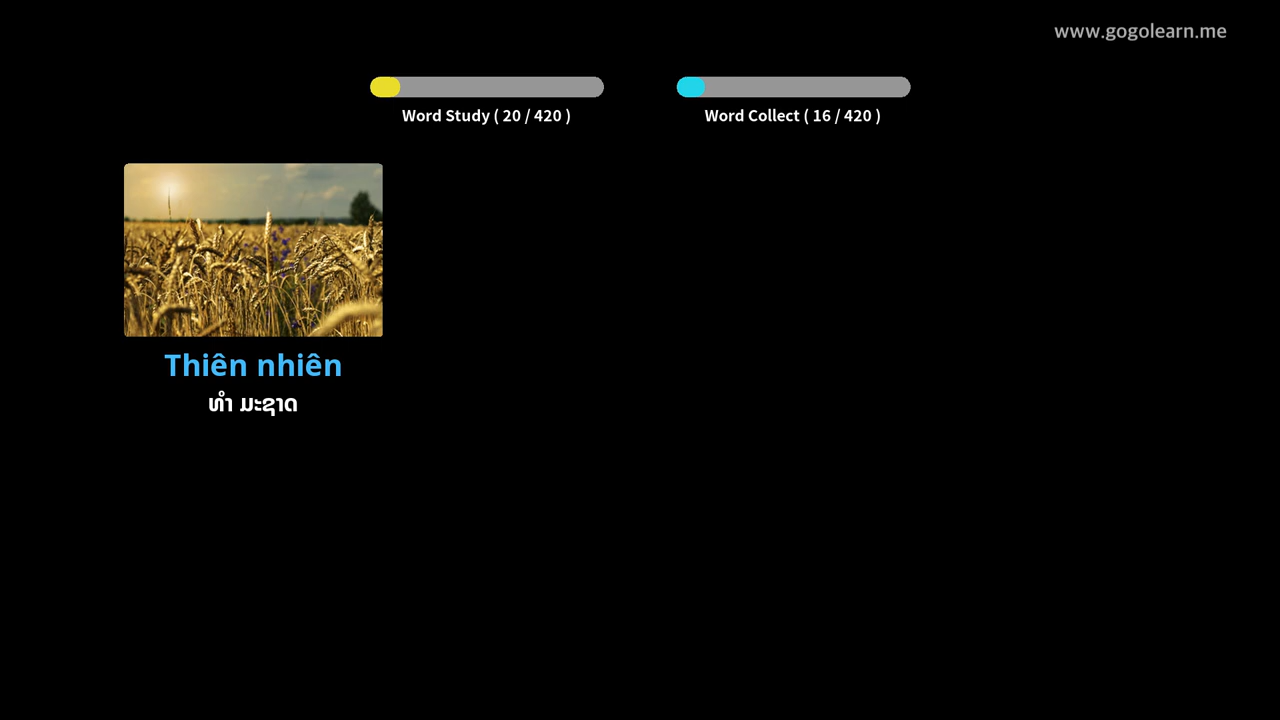 www.gogolearn.me
Word Study ( 20 / 420 )
Word Collect ( 16 / 420 )
Thiên nhiên
ທຳ ມະຊາດ